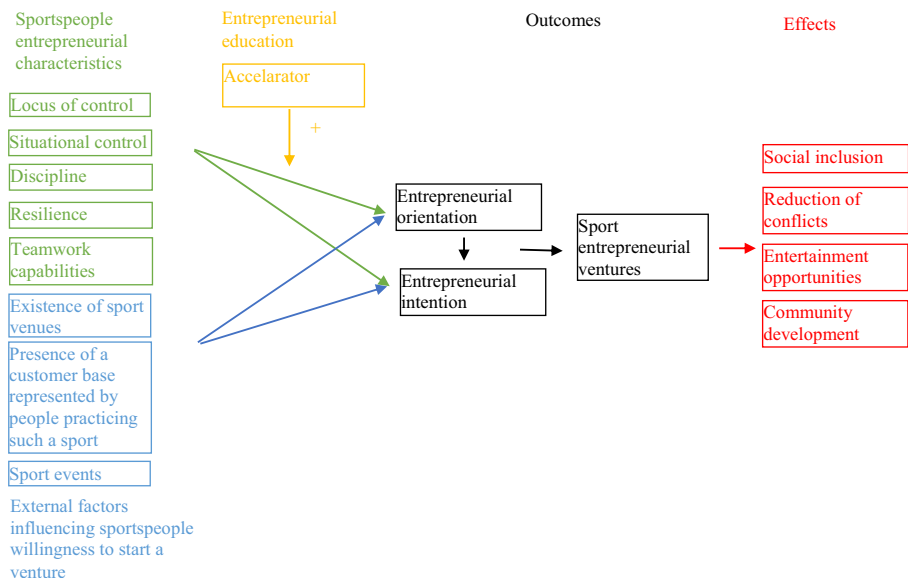 Sportspeople
entrepreneurial
characteristics
Locus of control
Situational control
Discipline
Resilience
Teamwork
capabilities
Existence of sport
venues
Presence of a
customer base
represented by
people practicing
such a sport
Sport events
External factors
influencing sportspeople
willingness to start a
venture
Entrepreneurial
education
Accelarator
+
Outcomes
Entrepreneurial
orientation
Entrepreneurial
intention
Sport
entrepreneurial
ventures
Effects
Social inclusion
Reduction of
conflicts
Entertainment
opportunities
Community
development